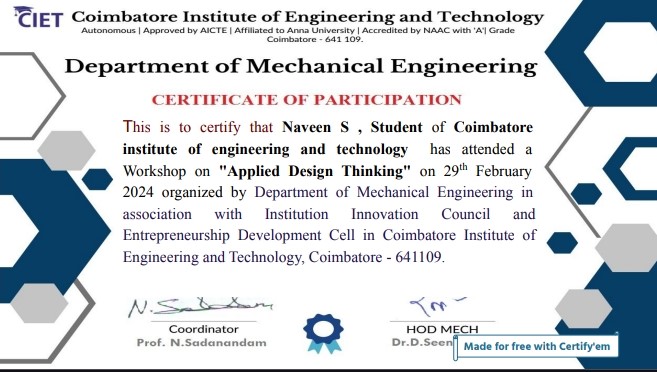 CIET Coimbatore Institute of Engineering and Technology
Autonomous | Approved by AICTE | Affiliated to Anna University | Accredited by NAAC with 'A'| Grade
Coimbatore - 641 109.
Department of Mechanical Engineering
CERTIFICATE OF PARTICIPATION
This is to certify that Naveen S , Student of Coimbatore
institute of engineering and technology has attended a
Workshop on "Applied Design Thinking" on 29th February
2024 organized by Department of Mechanical Engineering in
association with Institution Innovation Council and
Entrepreneurship Development Cell in Coimbatore Institute of
Engineering and Technology, Coimbatore - 641109.
N. Sadanandam
Coordinator
Prof. N.Sadanandam
HOD MECH
Dr.D.Seen
Made for free with Certify'em